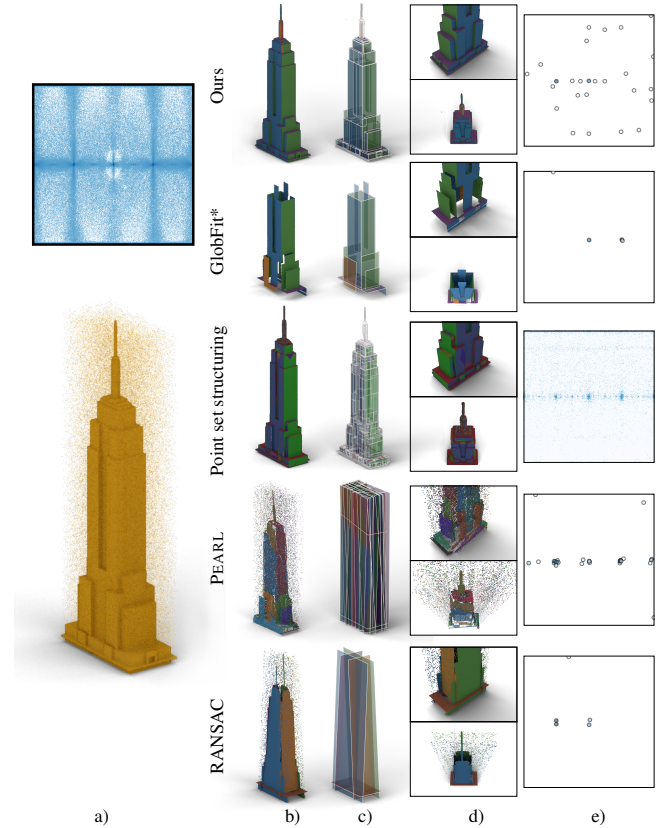 Ours
GlobFit*
Point set structuring
PEARL
RANSAC
a)
b)
c)
d)
e)